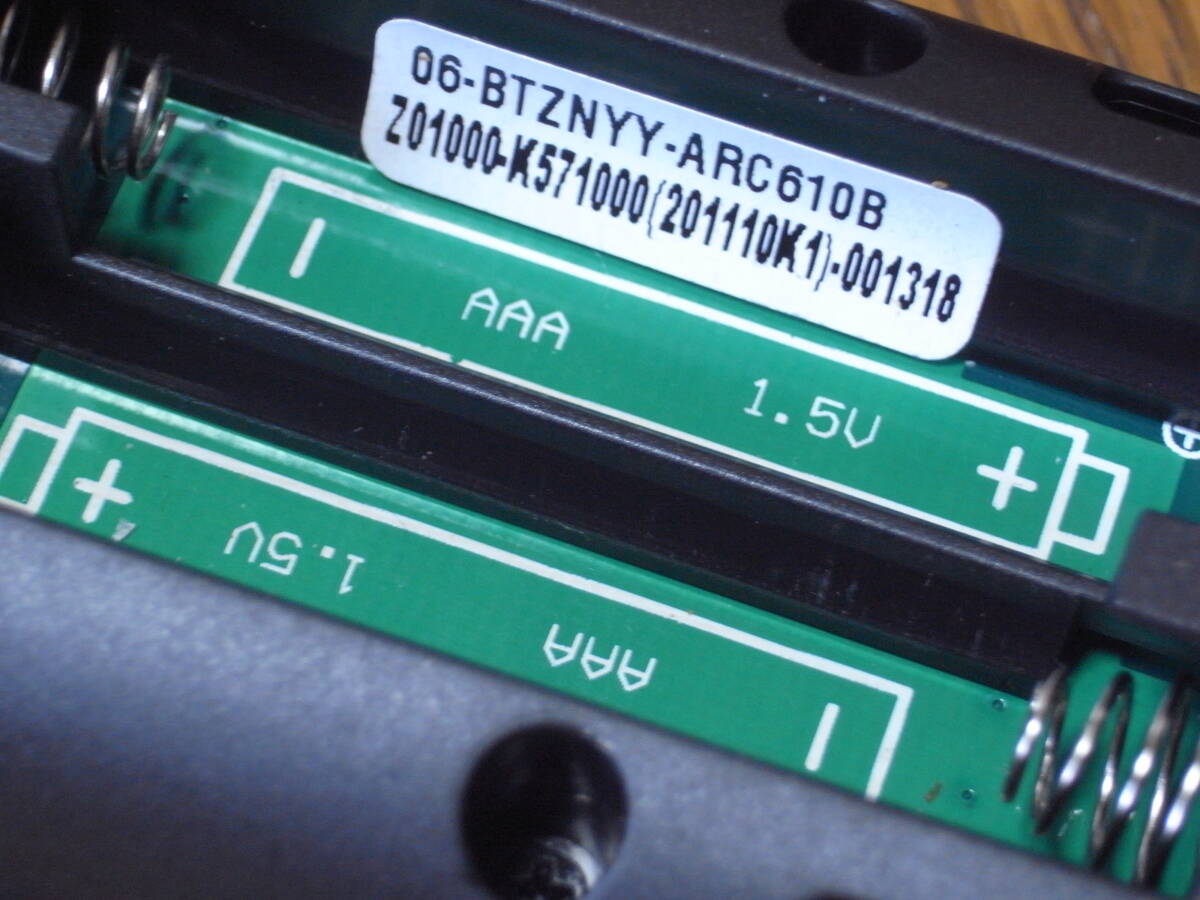 06-BTZNYY-ARC610B
Z01000-K571000(201110K1)-001318
AAA
1.5V
+
+
1.5V
AAA